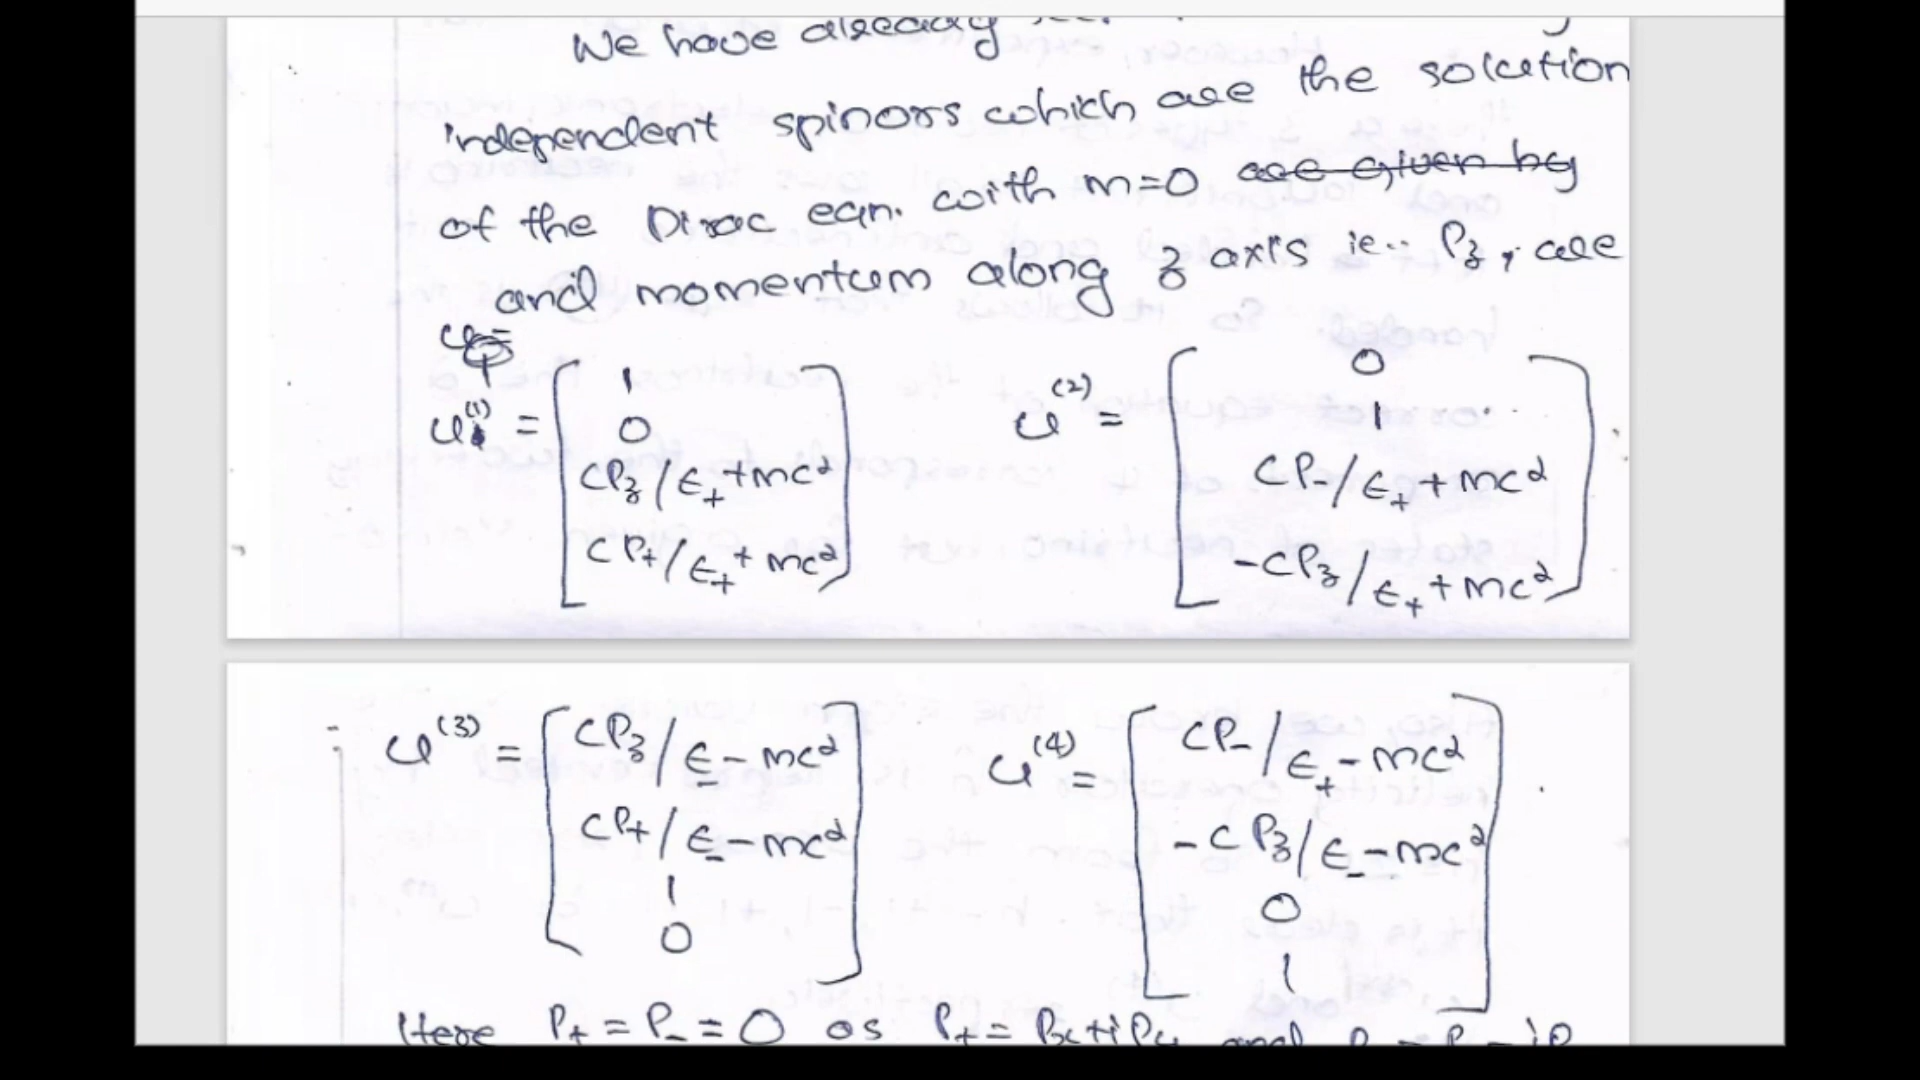 We have already
independent spinors which are the solution
of the Dirac eqn. with m=0 are given by
and momentum along z axis ie.. Pz, are
u(1) = [ 1
0
CPz/ε₊+mc²
CP+/ε₊+mc² ]
u(2) = [ 0
1
CP-/ε₊+mc²
-CPz/ε₊+mc² ]
u(3) = [ CPz/ε₋-mc²
CP+/ε₋-mc²
1
0 ]
u(4) = [ CP-/ε₊-mc²
-CPz/ε₋-mc²
0
1 ]
Here P+ = P- = 0 as P+ = Px+iPy and